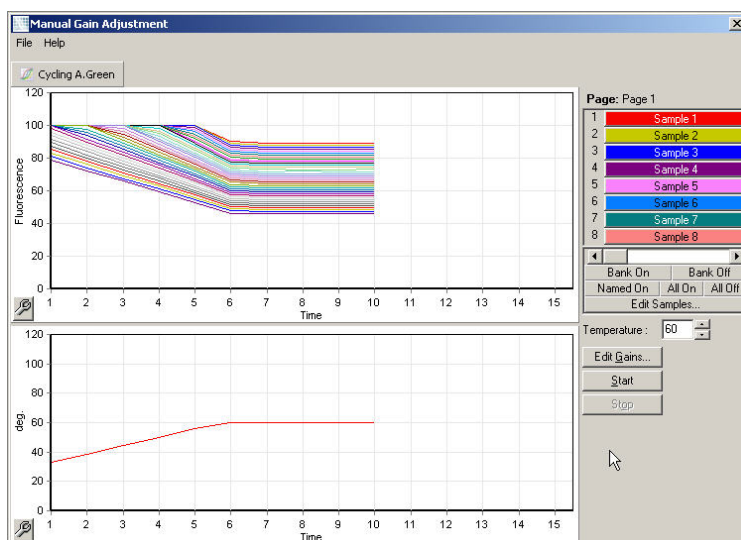 Manual Gain Adjustment
File Help
Cycling A.Green
120
100
80
60
40
20
0
Fluorescence
1 2 3 4 5 6 7 8 9 10 11 12 13 14 15
Time
120
100
80
60
40
20
0
deg.
1 2 3 4 5 6 7 8 9 10 11 12 13 14 15
Time
Page: Page 1
1 Sample 1
2 Sample 2
3 Sample 3
4 Sample 4
5 Sample 5
6 Sample 6
7 Sample 7
8 Sample 8
Bank On Bank Off
Named On All On All Off
Edit Samples...
Temperature : 60
Edit Gains...
Start
Stop